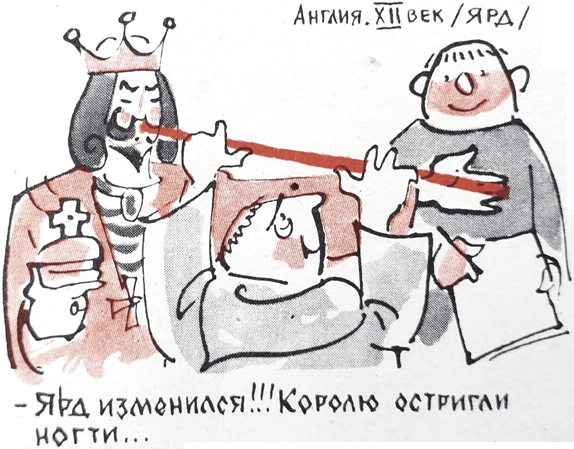 Англия. XII век /ярд/
– Ярд изменился!!! Королю остригли
ногти...